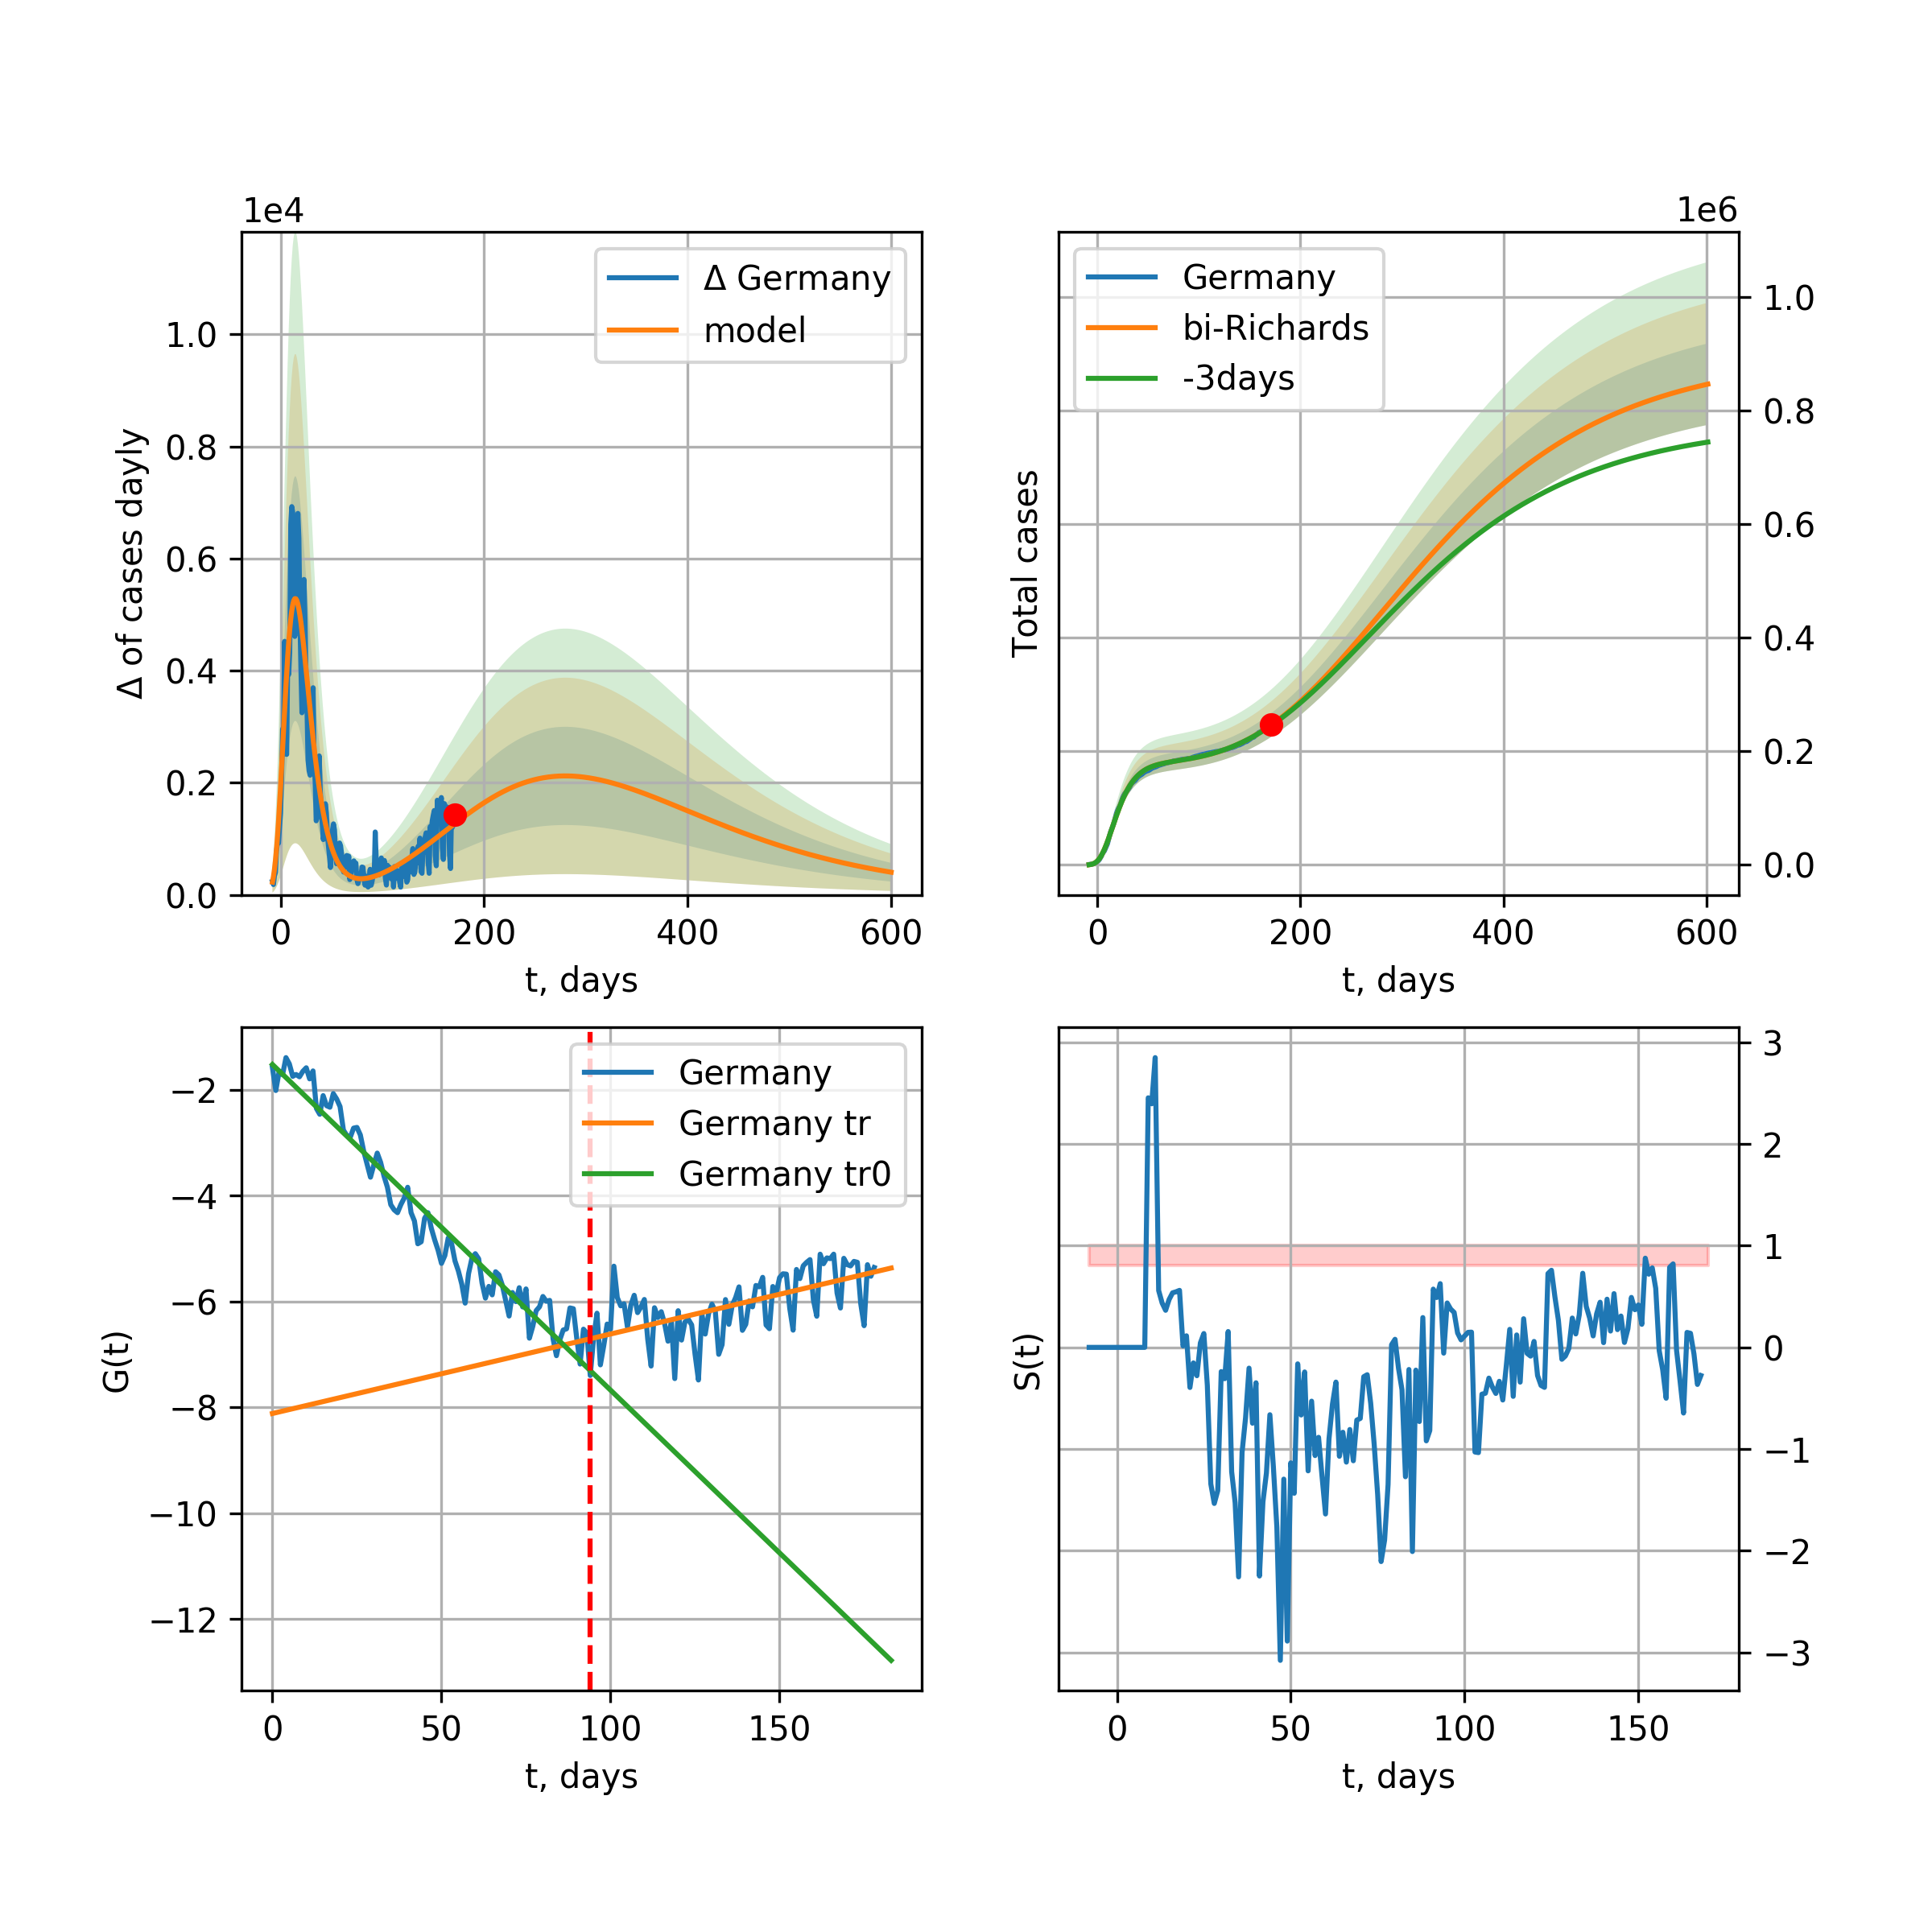 1e4
Δ Germany
model
1.0
0.8
0.6
0.4
0.2
0.0
Δ of cases dayly
0 200 400 600
t, days
1e6
Germany
bi-Richards
-3days
1.0
0.8
0.6
0.4
0.2
0.0
Total cases
0 200 400 600
t, days
Germany
Germany tr
Germany tr0
−2
−4
−6
−8
−10
−12
G(t)
0 50 100 150
t, days
3
2
1
0
−1
−2
−3
S(t)
0 50 100 150
t, days